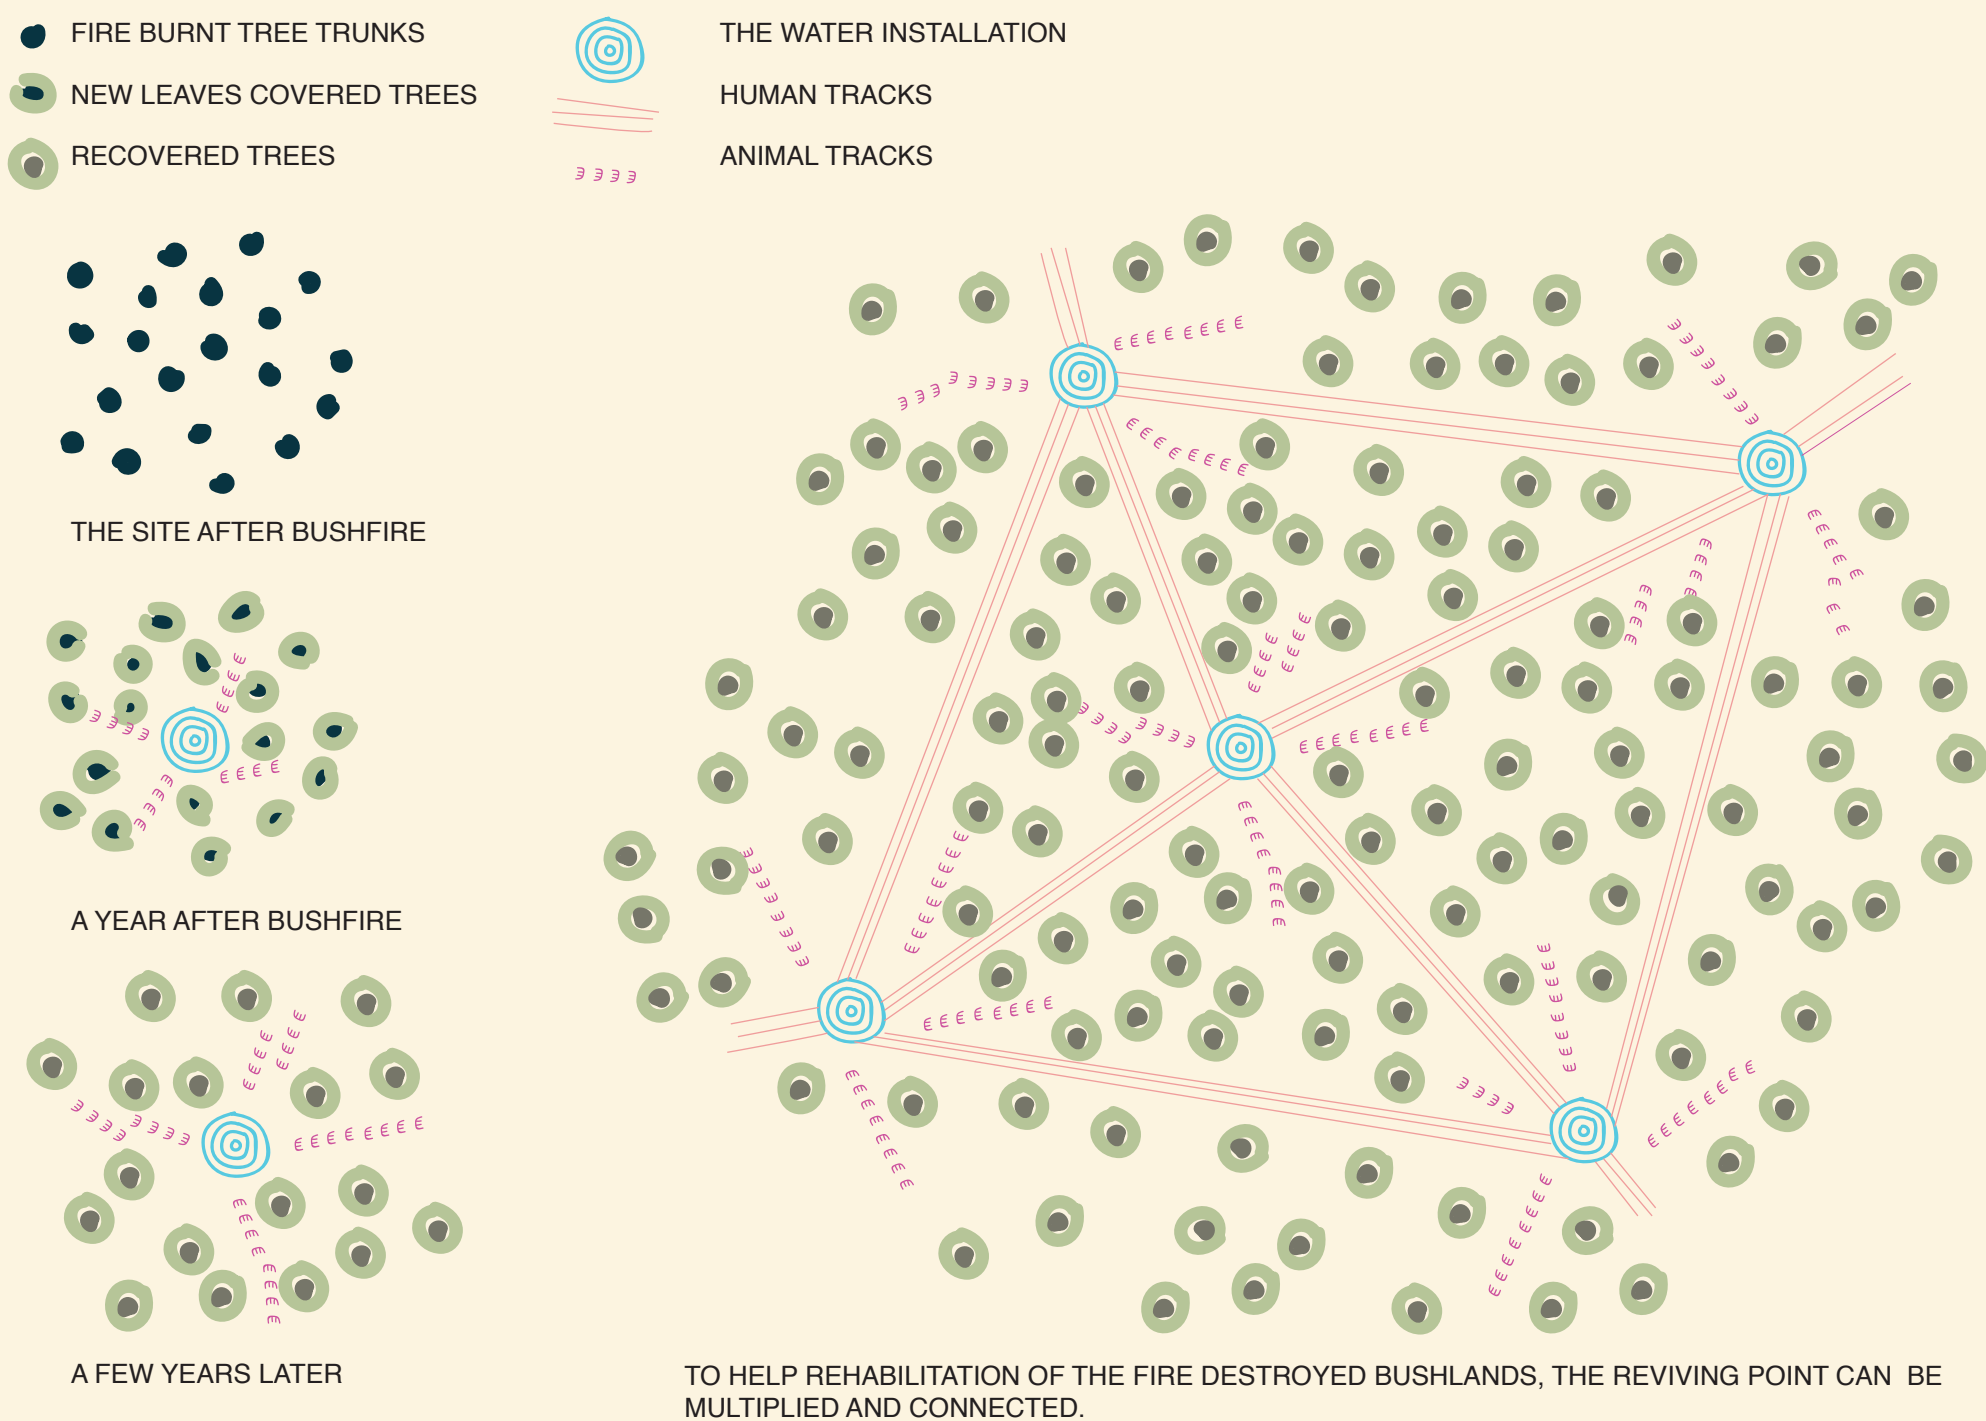 FIRE BURNT TREE TRUNKS
NEW LEAVES COVERED TREES
RECOVERED TREES
THE WATER INSTALLATION
HUMAN TRACKS
ANIMAL TRACKS
THE SITE AFTER BUSHFIRE
A YEAR AFTER BUSHFIRE
A FEW YEARS LATER
TO HELP REHABILITATION OF THE FIRE DESTROYED BUSHLANDS, THE REVIVING POINT CAN BE
MULTIPLIED AND CONNECTED.